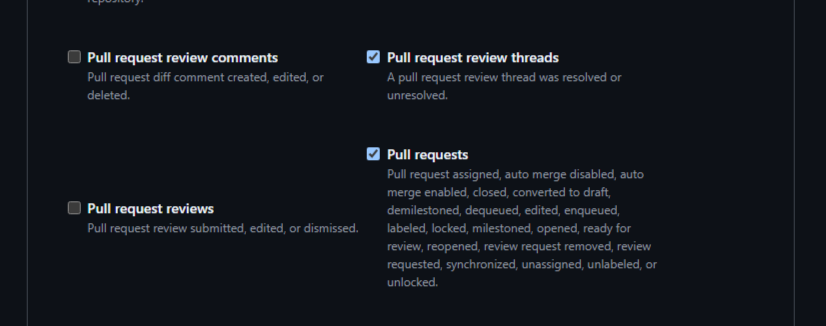 repository.
Pull request review comments
Pull request diff comment created, edited, or
deleted.
Pull request review threads
A pull request review thread was resolved or
unresolved.
Pull request reviews
Pull request review submitted, edited, or dismissed.
Pull requests
Pull request assigned, auto merge disabled, auto
merge enabled, closed, converted to draft,
demilestoned, dequeued, edited, enqueued,
labeled, locked, milestoned, opened, ready for
review, reopened, review request removed, review
requested, synchronized, unassigned, unlabeled, or
unlocked.